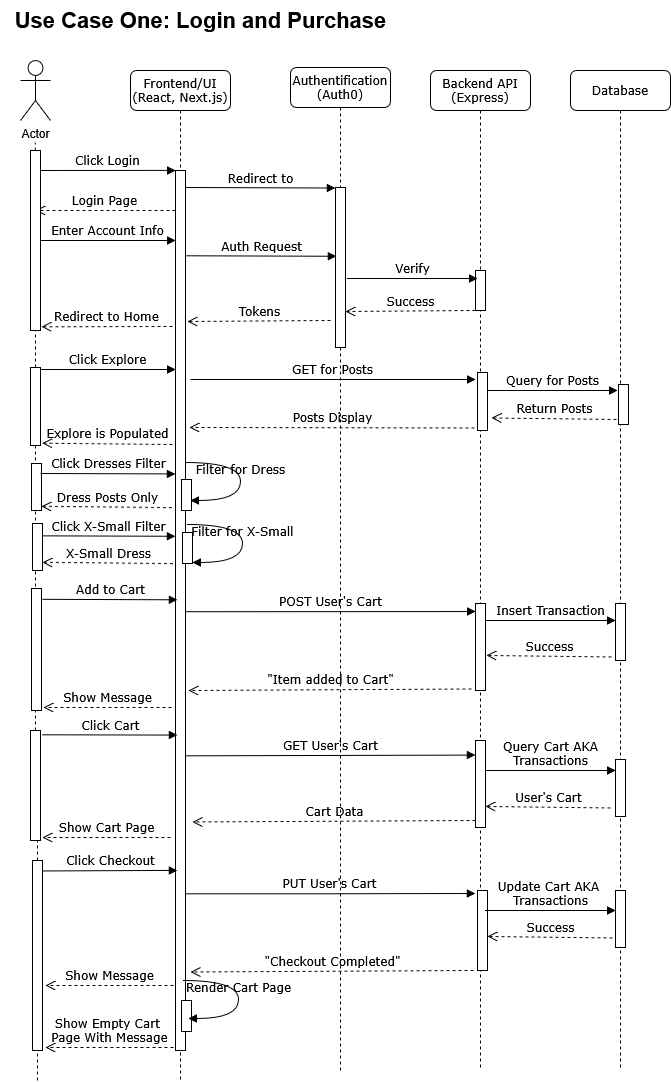 Use Case One: Login and Purchase
Frontend/UI
(React, Next.js)
Authentification
(Auth0)
Backend API
(Express)
Database
Actor
Click Login
Redirect to
Login Page
Enter Account Info
Auth Request
Verify
Success
Tokens
Redirect to Home
Click Explore
GET for Posts
Query for Posts
Return Posts
Posts Display
Explore is Populated
Click Dresses Filter
Filter for Dress
Dress Posts Only
Click X-Small Filter
Filter for X-Small
X-Small Dress
Add to Cart
POST User's Cart
Insert Transaction
Success
"Item added to Cart"
Show Message
Click Cart
GET User's Cart
Query Cart AKA
Transactions
User's Cart
Cart Data
Show Cart Page
Click Checkout
PUT User's Cart
Update Cart AKA
Transactions
Success
"Checkout Completed"
Show Message
Render Cart Page
Show Empty Cart
Page With Message